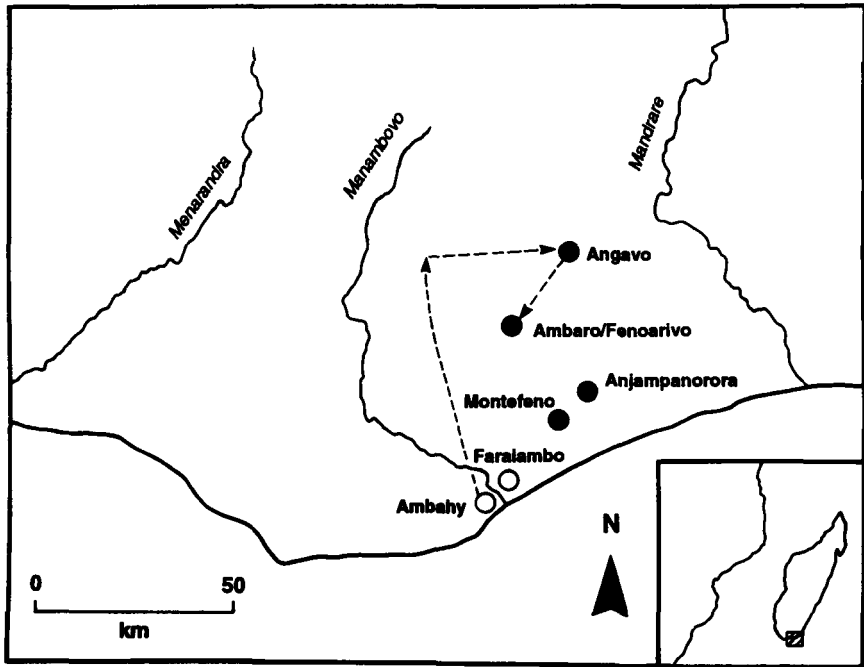 Menarandra
Manambovo
Mandrare
Angavo
Ambaro/Fenoarivo
Anjampanorora
Montefeno
Faralambo
Ambahy
N
0 50
km